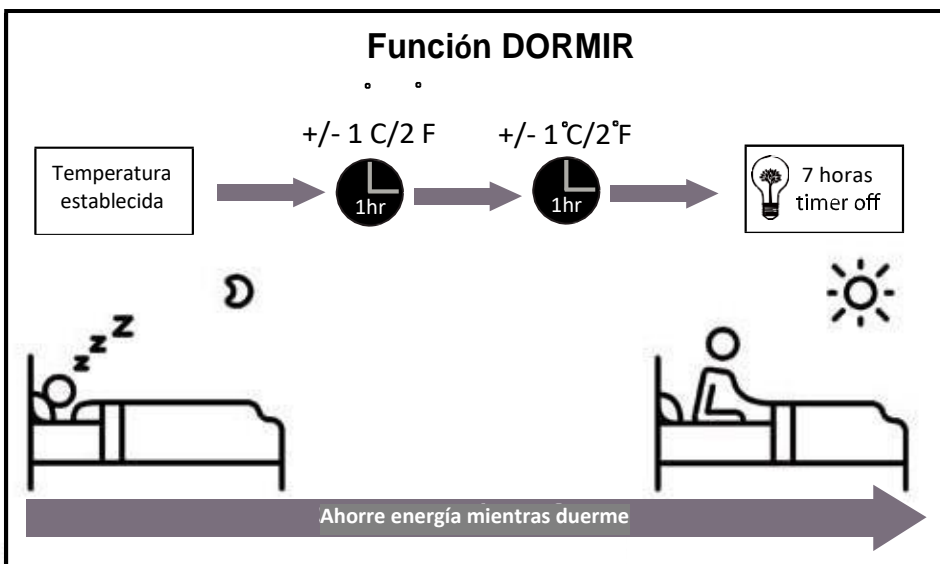 Función DORMIR
+/- 1 C/2 F
+/- 1°C/2°F
Temperatura
establecida
1hr
1hr
7 horas
timer off
z z z
Ahorre energía mientras duerme